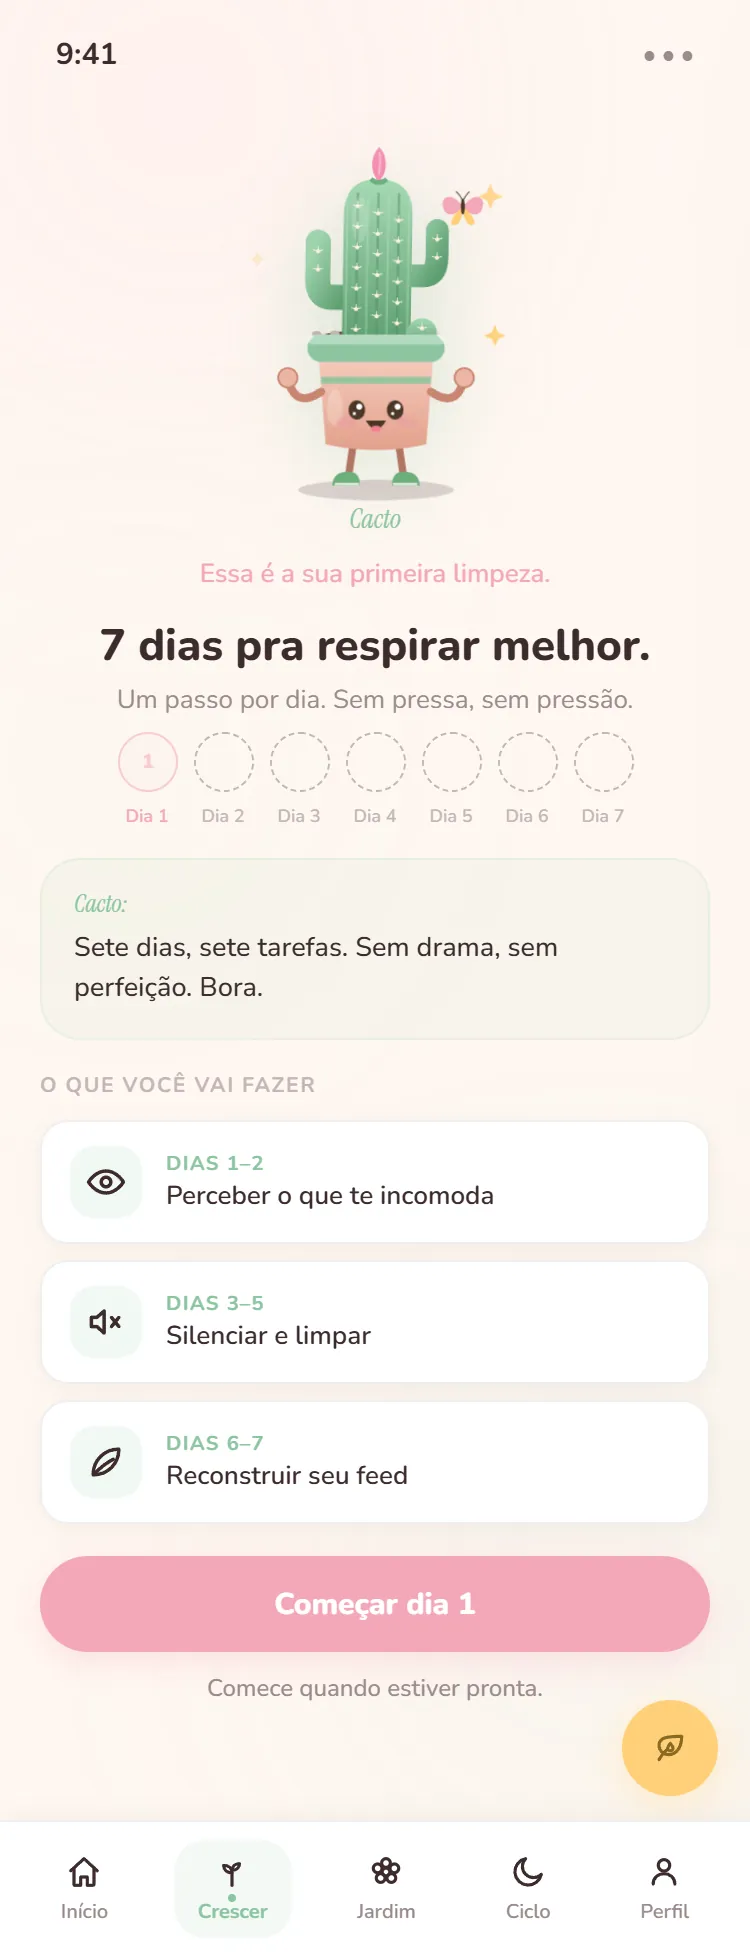 9:41
Cacto
Essa é a sua primeira limpeza.
7 dias pra respirar melhor.
Um passo por dia. Sem pressa, sem pressão.
1
Dia 1 Dia 2 Dia 3 Dia 4 Dia 5 Dia 6 Dia 7
Cacto:
Sete dias, sete tarefas. Sem drama, sem
perfeição. Bora.
O QUE VOCÊ VAI FAZER
DIAS 1–2
Perceber o que te incomoda
DIAS 3–5
Silenciar e limpar
DIAS 6–7
Reconstruir seu feed
Começar dia 1
Comece quando estiver pronta.
Início Crescer Jardim Ciclo Perfil